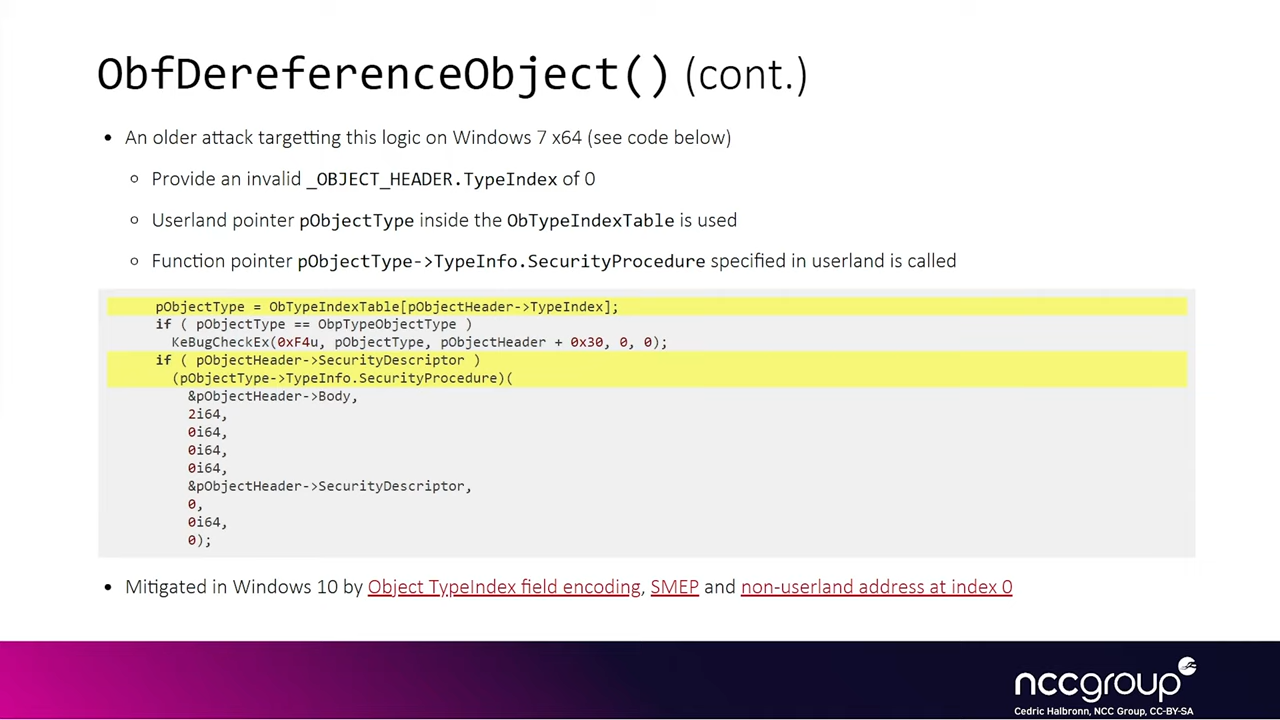 ObfDereferenceObject() (cont.)
• An older attack targetting this logic on Windows 7 x64 (see code below)
○ Provide an invalid _OBJECT_HEADER.TypeIndex of 0
○ Userland pointer pObjectType inside the ObTypeIndexTable is used
○ Function pointer pObjectType->TypeInfo.SecurityProcedure specified in userland is called
pObjectType = ObTypeIndexTable[pObjectHeader->TypeIndex];
if ( pObjectType == ObpTypeObjectType )
KeBugCheckEx(0xF4u, pObjectType, pObjectHeader + 0x30, 0, 0);
if ( pObjectHeader->SecurityDescriptor )
(pObjectType->TypeInfo.SecurityProcedure)(
&pObjectHeader->Body,
2i64,
0i64,
0i64,
0i64,
&pObjectHeader->SecurityDescriptor,
0,
0i64,
0);
• Mitigated in Windows 10 by Object TypeIndex field encoding, SMEP and non-userland address at index 0
nccgroup
Cedric Halbronn, NCC Group, CC-BY-SA